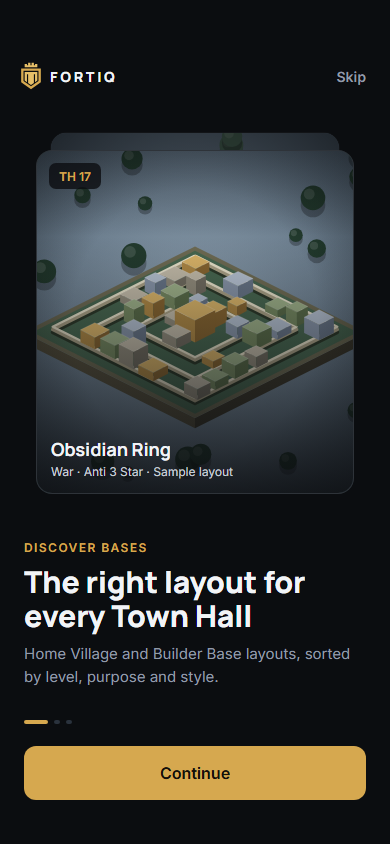 FORTIQ
Skip
TH 17
Obsidian Ring
War · Anti 3 Star · Sample layout
DISCOVER BASES
The right layout for
every Town Hall
Home Village and Builder Base layouts, sorted
by level, purpose and style.
Continue